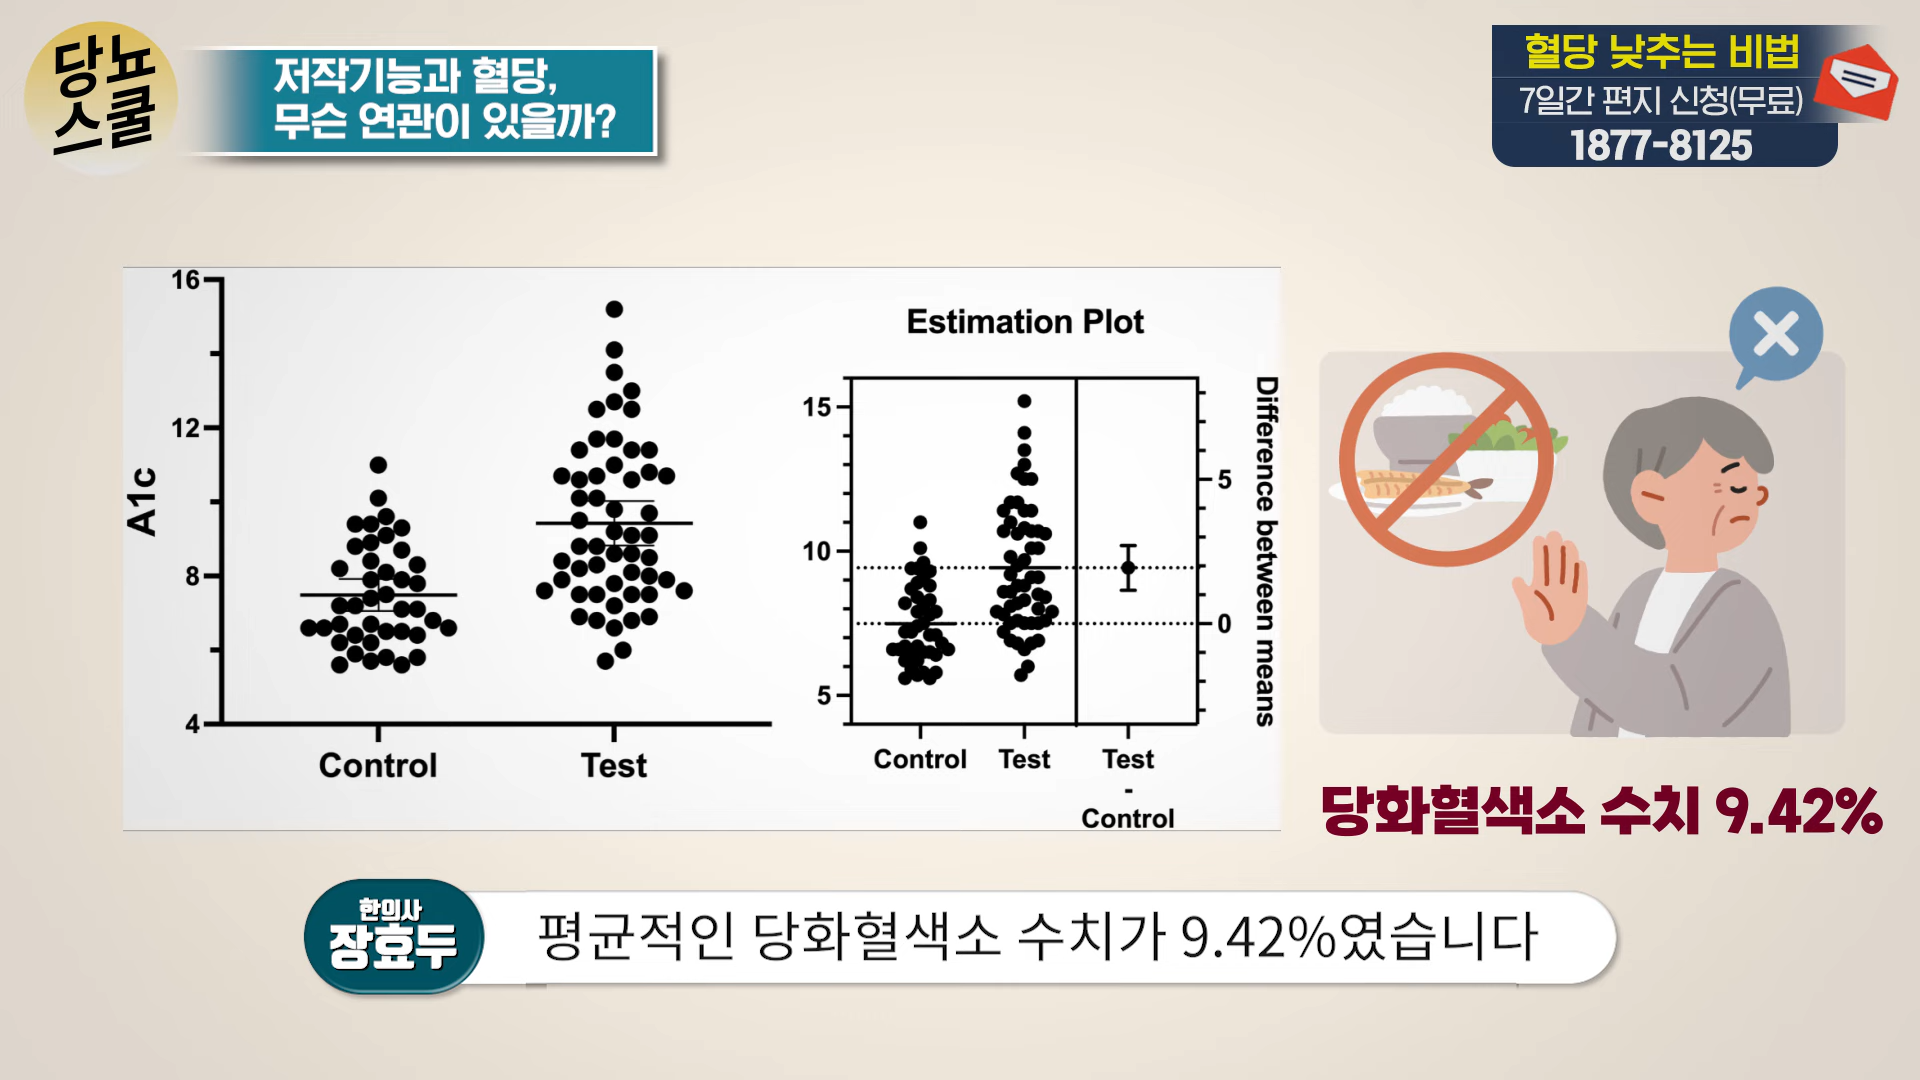 당뇨
스쿨
저작기능과 혈당,
무슨 연관이 있을까?
혈당 낮추는 비법
7일간 편지 신청(무료)
1877-8125
16
12
8
4
A1c
Control
Test
Estimation Plot
15
10
5
5
0
Difference between means
Control
Test
Test
-
Control
당화혈색소 수치 9.42%
한의사
장효두
평균적인 당화혈색소 수치가 9.42%였습니다